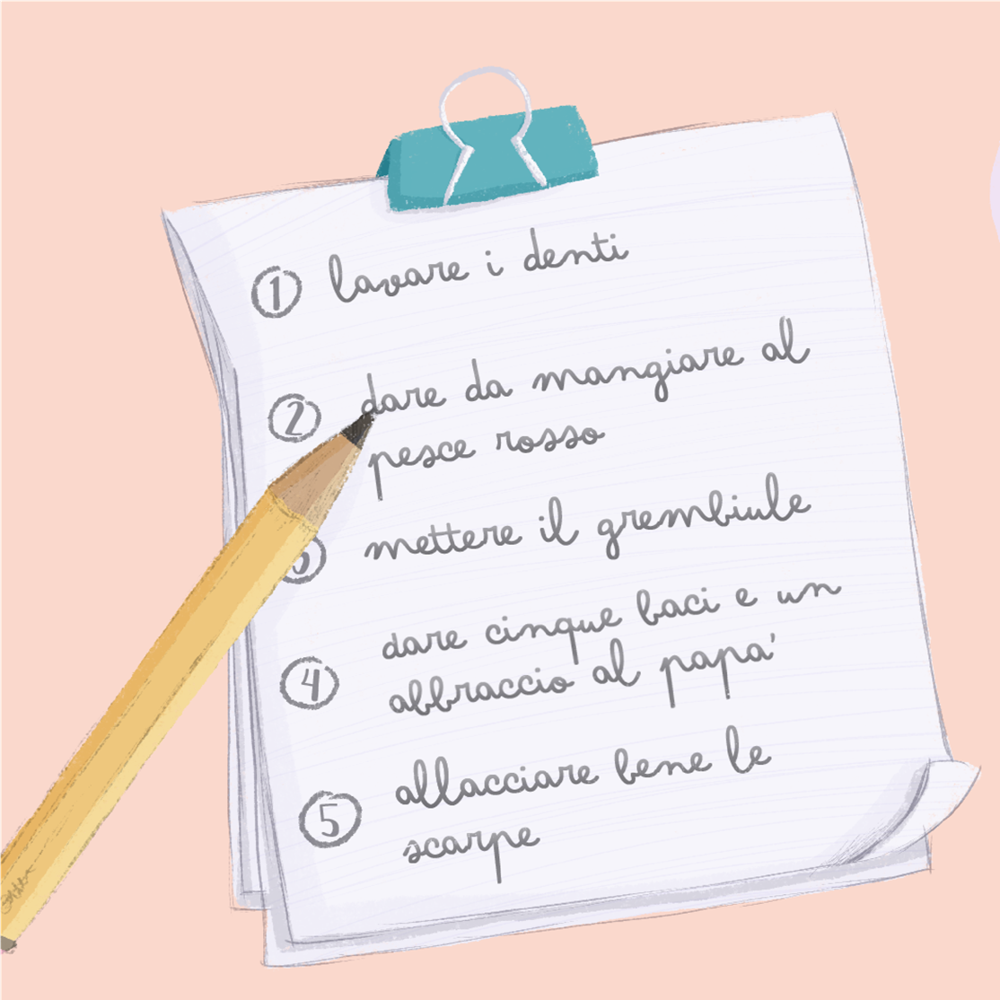 1 lavare i denti
2 dare da mangiare al
pesce rosso
3 mettere il grembiule
4 dare cinque baci e un
abbraccio al papa'
5 allacciare bene le
scarpe